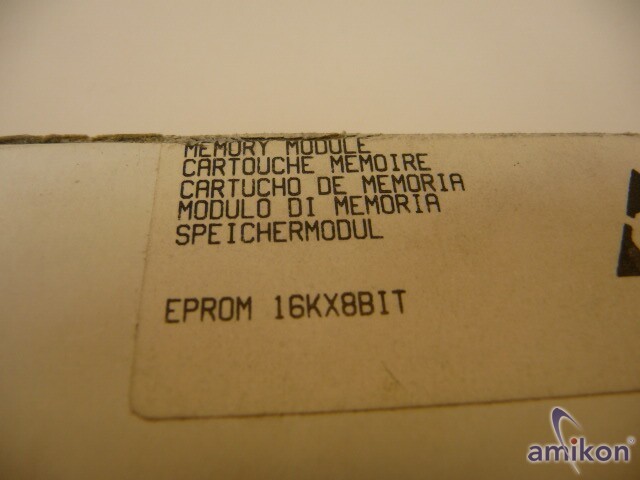 MEMORY MODULE
CARTOUCHE MEMOIRE
CARTUCHO DE MEMORIA
MODULO DI MEMORIA
SPEICHERMODUL
EPROM 16KX8BIT
amikon®